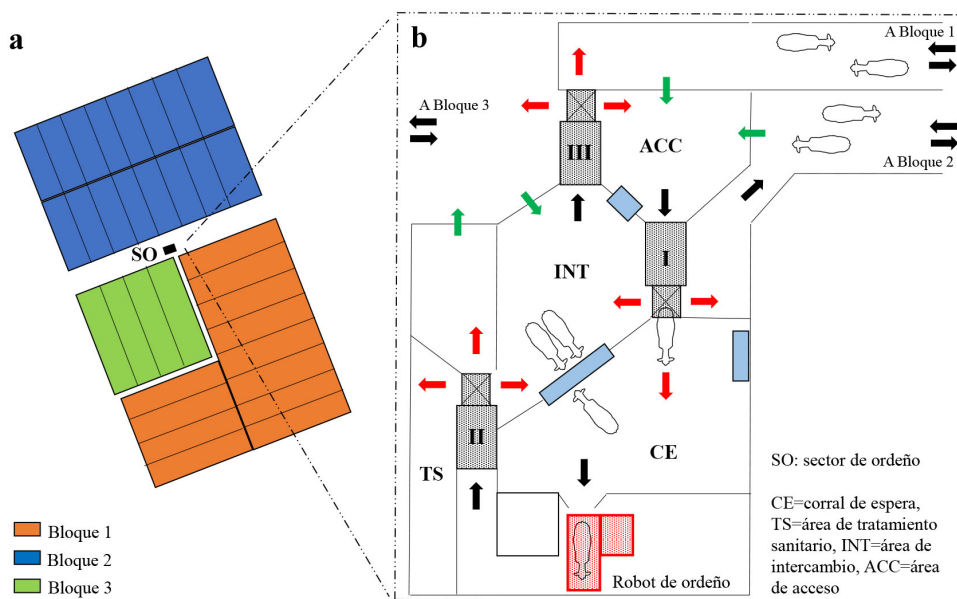 a
SO
Bloque 1
Bloque 2
Bloque 3
b
A Bloque 1
A Bloque 3
III
ACC
A Bloque 2
I
INT
II
TS
CE
Robot de ordeño
SO: sector de ordeño
CE=corral de espera,
TS=área de tratamiento
sanitario, INT=área de
intercambio, ACC=área
de acceso